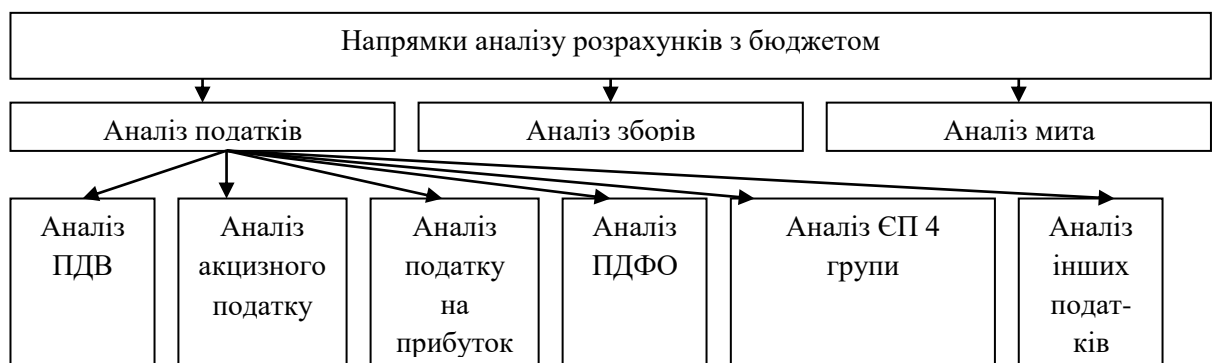 Напрямки аналізу розрахунків з бюджетом
Аналіз податків
Аналіз зборів
Аналіз мита
Аналіз
ПДВ
Аналіз
акцизного
податку
Аналіз
податку
на
прибуток
Аналіз
ПДФО
Аналіз ЄП 4
групи
Аналіз
інших
подат-
ків